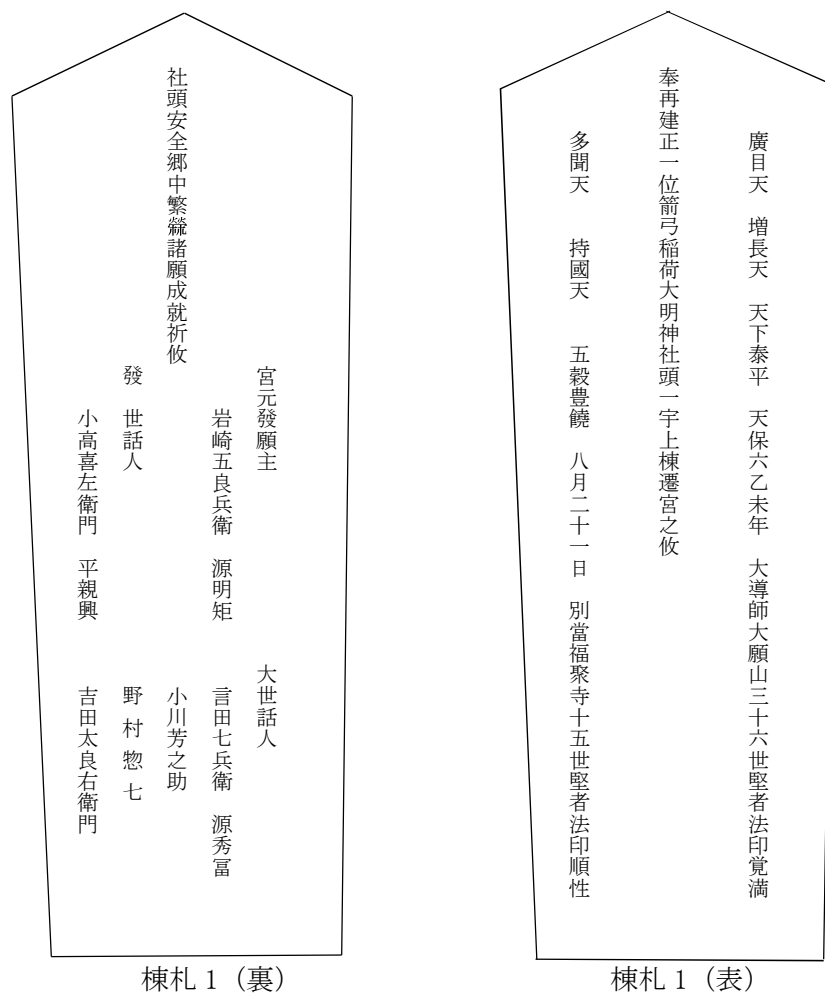 廣目天　増長天　天下泰平　天保六乙未年　大導師大願山三十六世堅者法印覚満
奉再建正一位箭弓稲荷大明神社頭一宇上棟遷宮之攸
多聞天　持國天　五穀豊饒　八月二十一日　別當福聚寺十五世堅者法印順性
棟札１（表）
宮元發願主　大世話人
岩崎五良兵衛　源明矩　言田七兵衛　源秀冨
社頭安全郷中繁榮諸願成就祈攸　小川芳之助
發　世話人　野村惣七
小高喜左衛門　平親興　吉田太良右衛門
棟札１（裏）